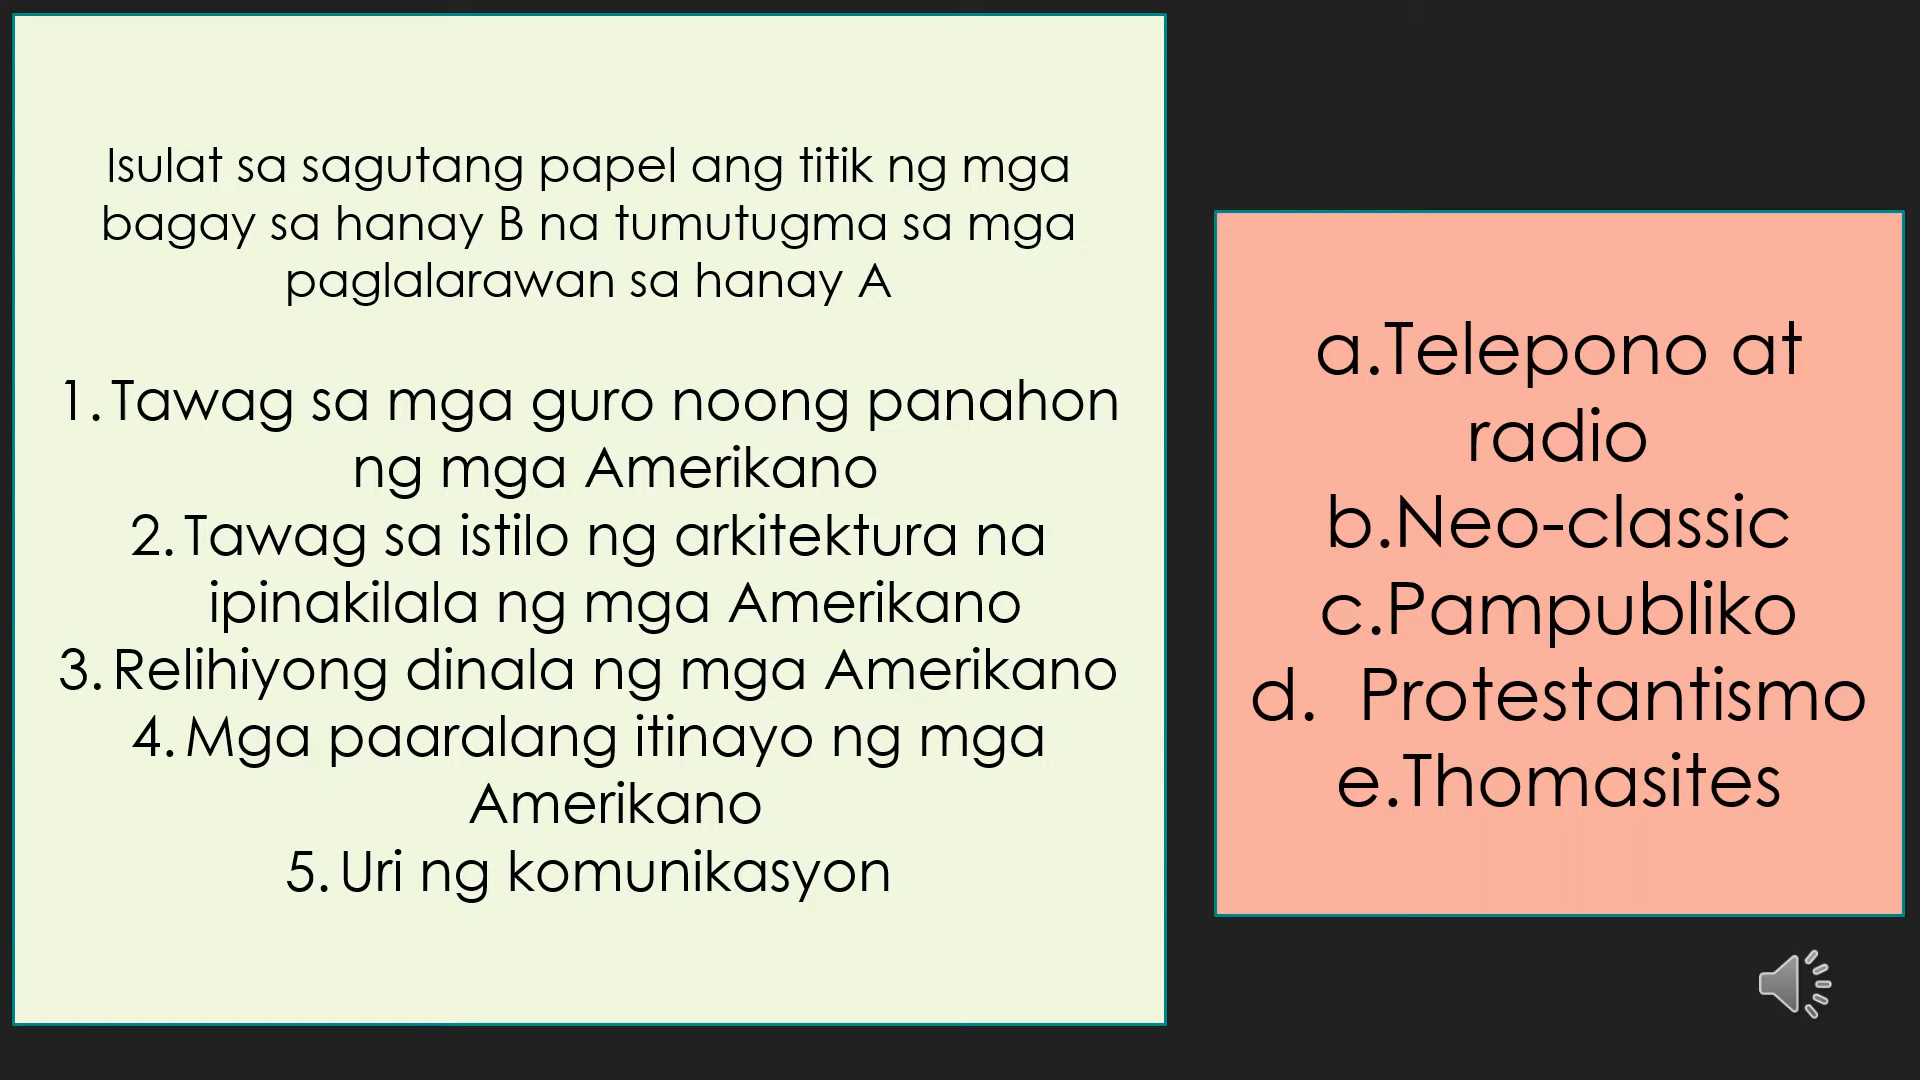 Isulat sa sagutang papel ang titik ng mga
bagay sa hanay B na tumutugma sa mga
paglalarawan sa hanay A
1. Tawag sa mga guro noong panahon
ng mga Amerikano
2. Tawag sa istilo ng arkitektura na
ipinakilala ng mga Amerikano
3. Relihiyong dinala ng mga Amerikano
4. Mga paaralang itinayo ng mga
Amerikano
5. Uri ng komunikasyon
a.Telepono at
radio
b.Neo-classic
c.Pampubliko
d. Protestantismo
e.Thomasites